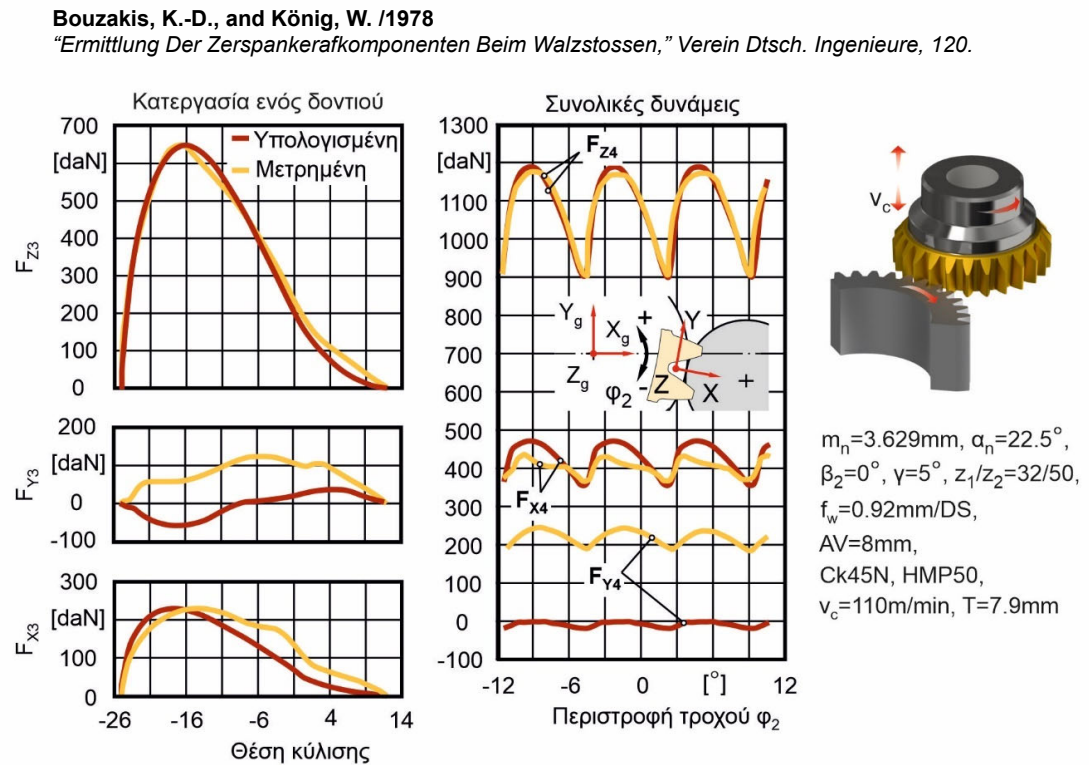 Bouzakis, K.-D., and König, W. /1978
“Ermittlung Der Zerspankerafkomponenten Beim Walzstossen,” Verein Dtsch. Ingenieure, 120.
Κατεργασία ενός δοντιού
700
[daN]
500
400
300
200
100
0
F_Z3
Υπολογισμένη
Μετρημένη
200
[daN]
0
-100
F_Y3
300
[daN]
100
0
F_X3
-26
-16
-6
4
14
Θέση κύλισης
Συνολικές δυνάμεις
1300
[daN]
1100
1000
900
800
700
600
500
400
300
200
100
0
-100
F_Z4
Y_g
X_g
Z_g
+
-
φ_2
Y
Z
X
+
F_X4
F_Y4
-12
-6
0
[°]
12
Περιστροφή τροχού φ_2
v_c
m_n=3.629mm, α_n=22.5°,
β_2=0°, γ=5°, z_1/z_2=32/50,
f_w=0.92mm/DS,
AV=8mm,
Ck45N, HMP50,
v_c=110m/min, T=7.9mm